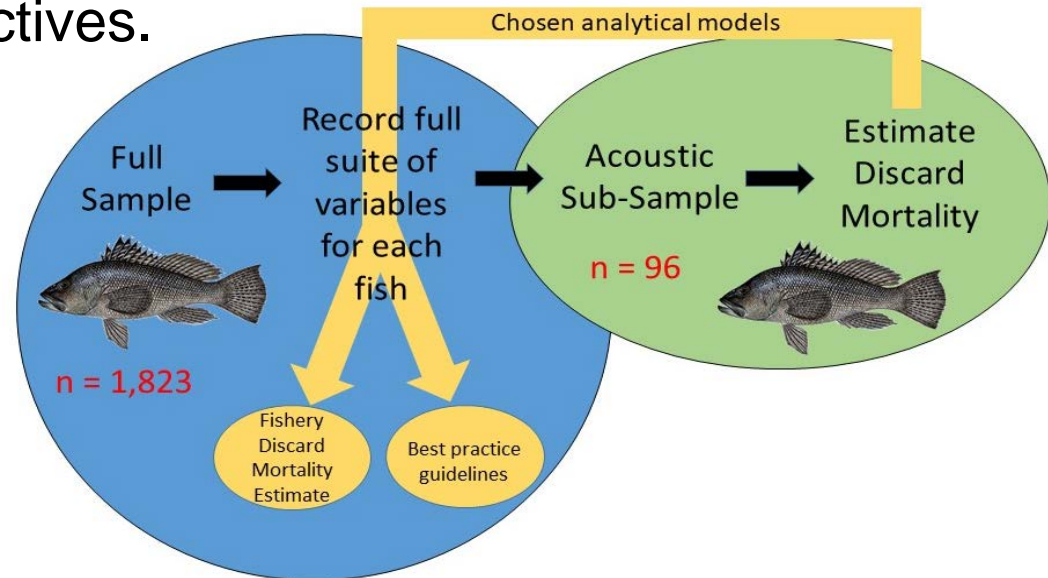 ctives.
Chosen analytical models
Full
Sample
Record full
suite of
variables
for each
fish
Acoustic
Sub-Sample
Estimate
Discard
Mortality
n = 96
n = 1,823
Fishery
Discard
Mortality
Estimate
Best practice
guidelines